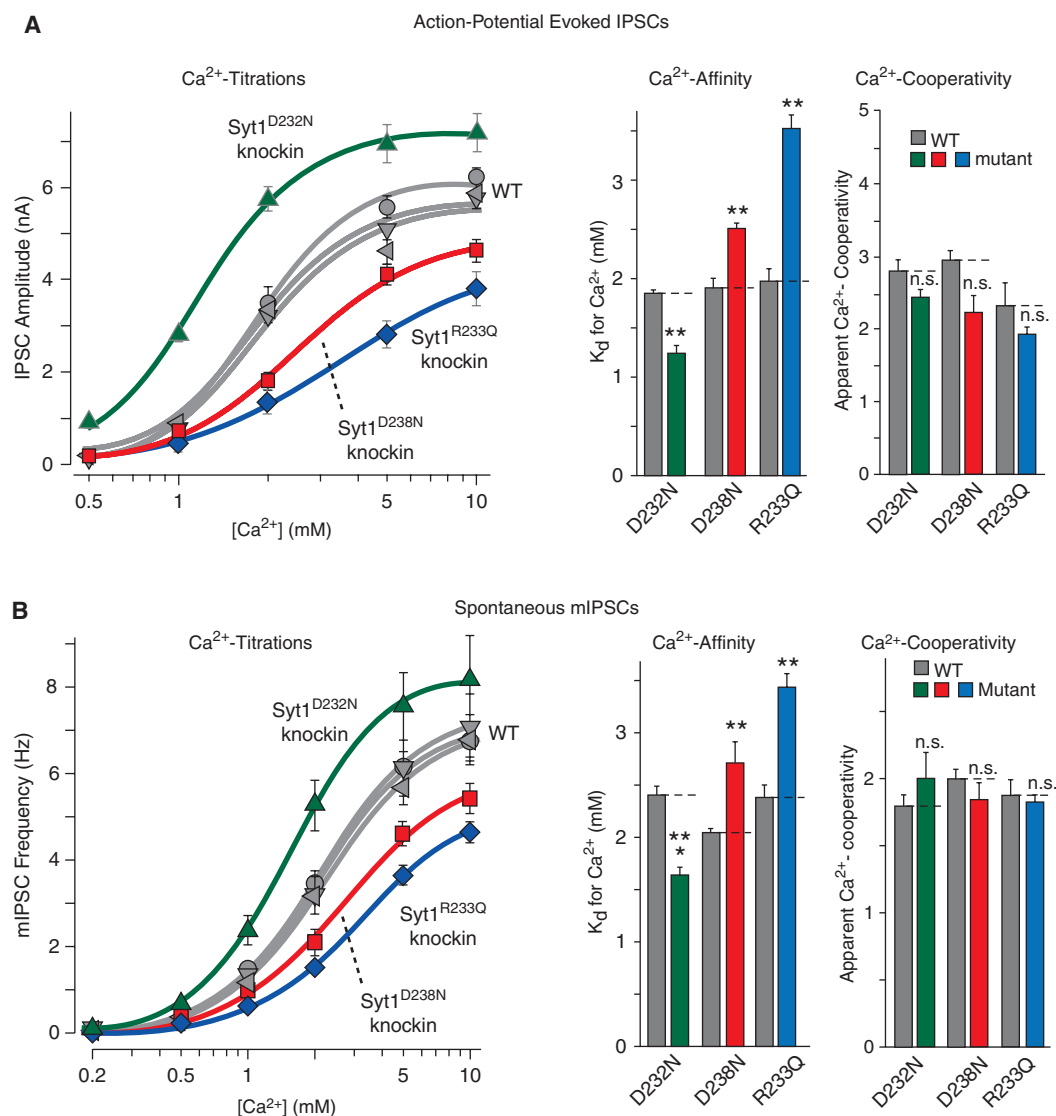 A
Action-Potential Evoked IPSCs
Ca2+-Titrations
Ca2+-Affinity
Ca2+-Cooperativity
IPSC Amplitude (nA)
6
4
2
0
0.5
1
2
5
10
[Ca2+] (mM)
Syt1D232N
knockin
WT
Syt1R233Q
knockin
Syt1D238N
knockin
Kd for Ca2+ (mM)
3
2
1
0
**
**
**
D232N
D238N
R233Q
Apparent Ca2+- Cooperativity
5
4
3
2
1
0
WT
mutant
n.s.
n.s.
n.s.
D232N
D238N
R233Q
B
Spontaneous mIPSCs
Ca2+-Titrations
Ca2+-Affinity
Ca2+-Cooperativity
mIPSC Frequency (Hz)
8
6
4
2
0
0.2
0.5
1
2
5
10
[Ca2+] (mM)
Syt1D232N
knockin
WT
Syt1R233Q
knockin
Syt1D238N
knockin
Kd for Ca2+ (mM)
3
2
1
0
**
*
**
**
D232N
D238N
R233Q
Apparent Ca2+- cooperativity
2
1
0
WT
Mutant
n.s.
n.s.
n.s.
D232N
D238N
R233Q